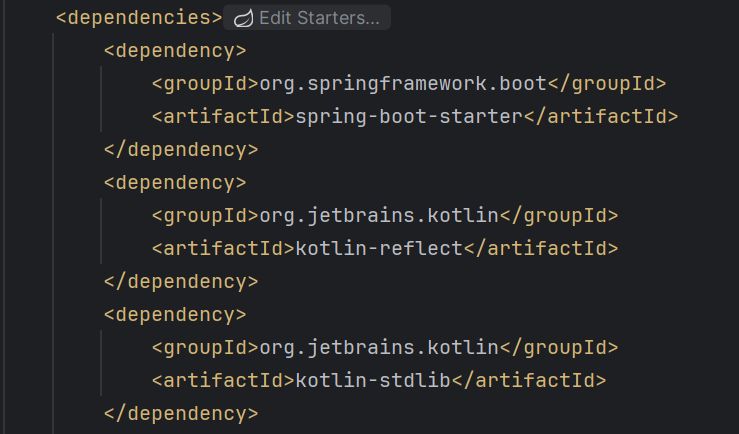 <dependencies> Edit Starters...
<dependency>
<groupId>org.springframework.boot</groupId>
<artifactId>spring-boot-starter</artifactId>
</dependency>
<dependency>
<groupId>org.jetbrains.kotlin</groupId>
<artifactId>kotlin-reflect</artifactId>
</dependency>
<dependency>
<groupId>org.jetbrains.kotlin</groupId>
<artifactId>kotlin-stdlib</artifactId>
</dependency>